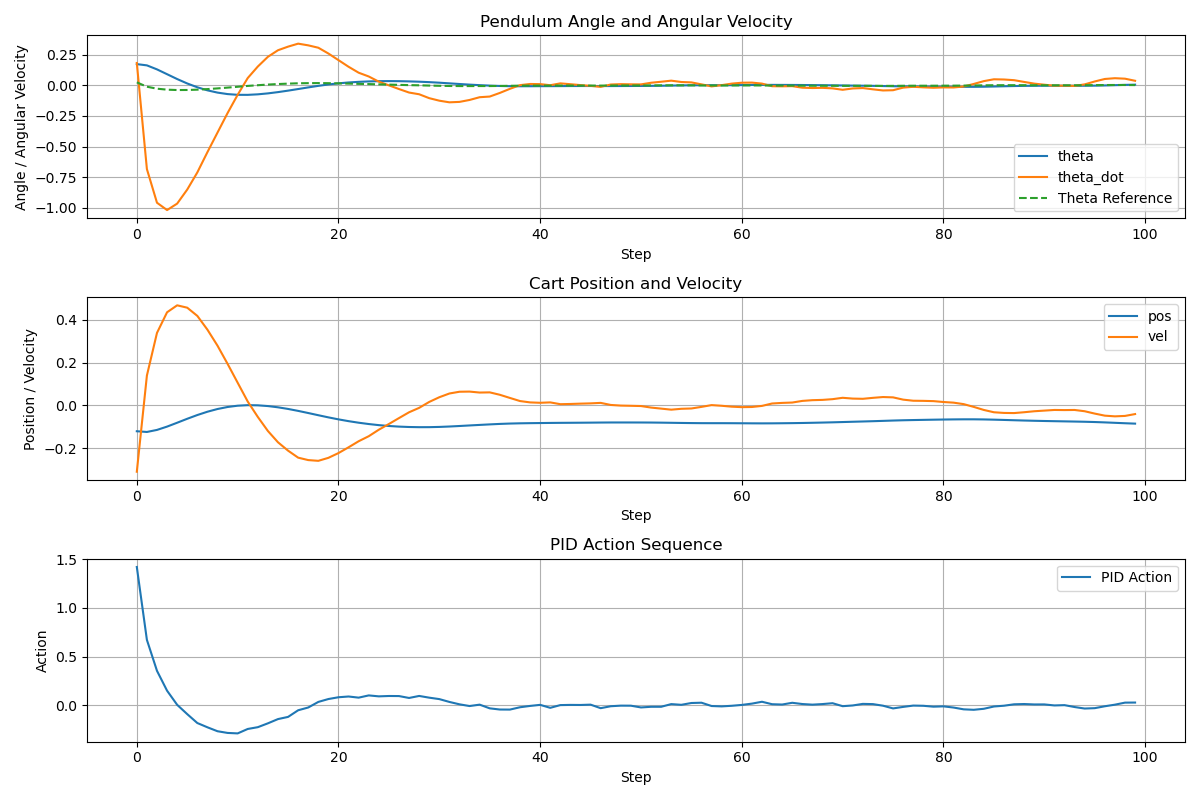 Pendulum Angle and Angular Velocity
Angle / Angular Velocity
0.25
0.00
−0.25
−0.50
−0.75
−1.00
theta
theta_dot
Theta Reference
0
20
40
60
80
100
Step
Cart Position and Velocity
Position / Velocity
0.4
0.2
0.0
−0.2
pos
vel
0
20
40
60
80
100
Step
PID Action Sequence
Action
1.5
1.0
0.5
0.0
PID Action
0
20
40
60
80
100
Step